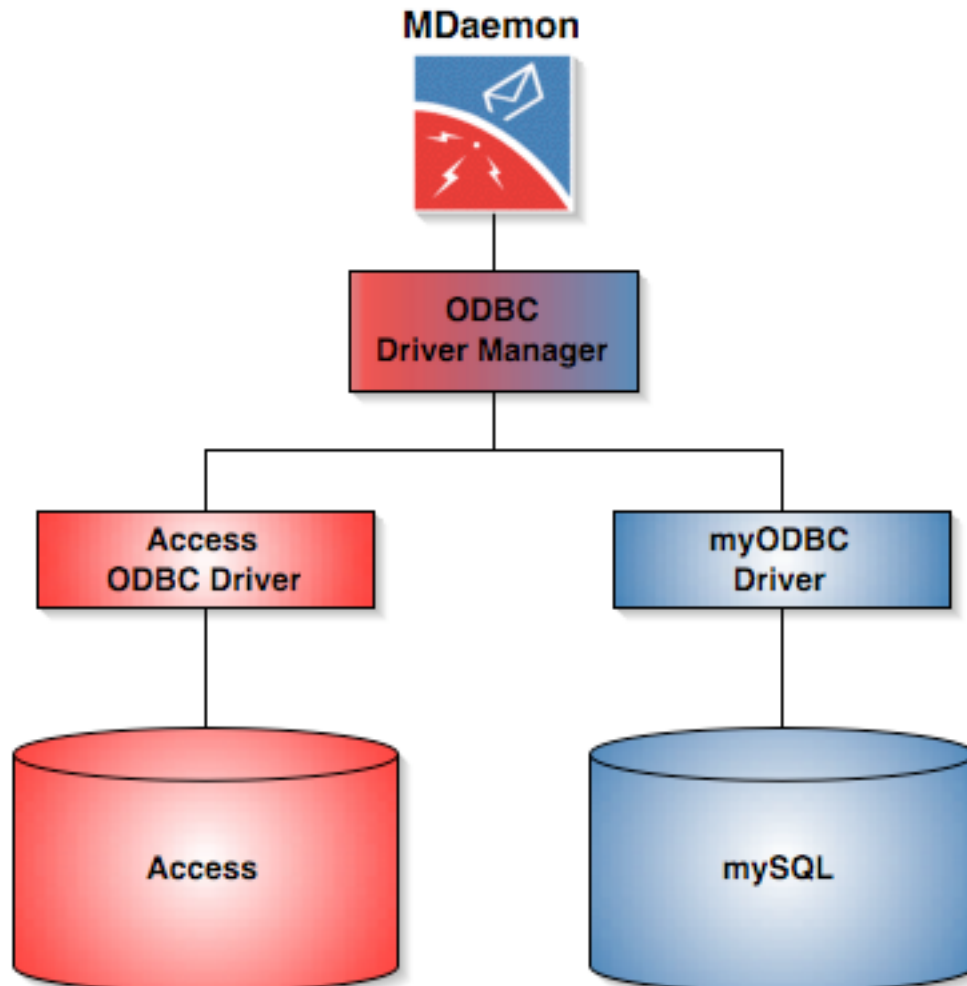 MDaemon
ODBC
Driver Manager
Access
ODBC Driver
myODBC
Driver
Access
mySQL